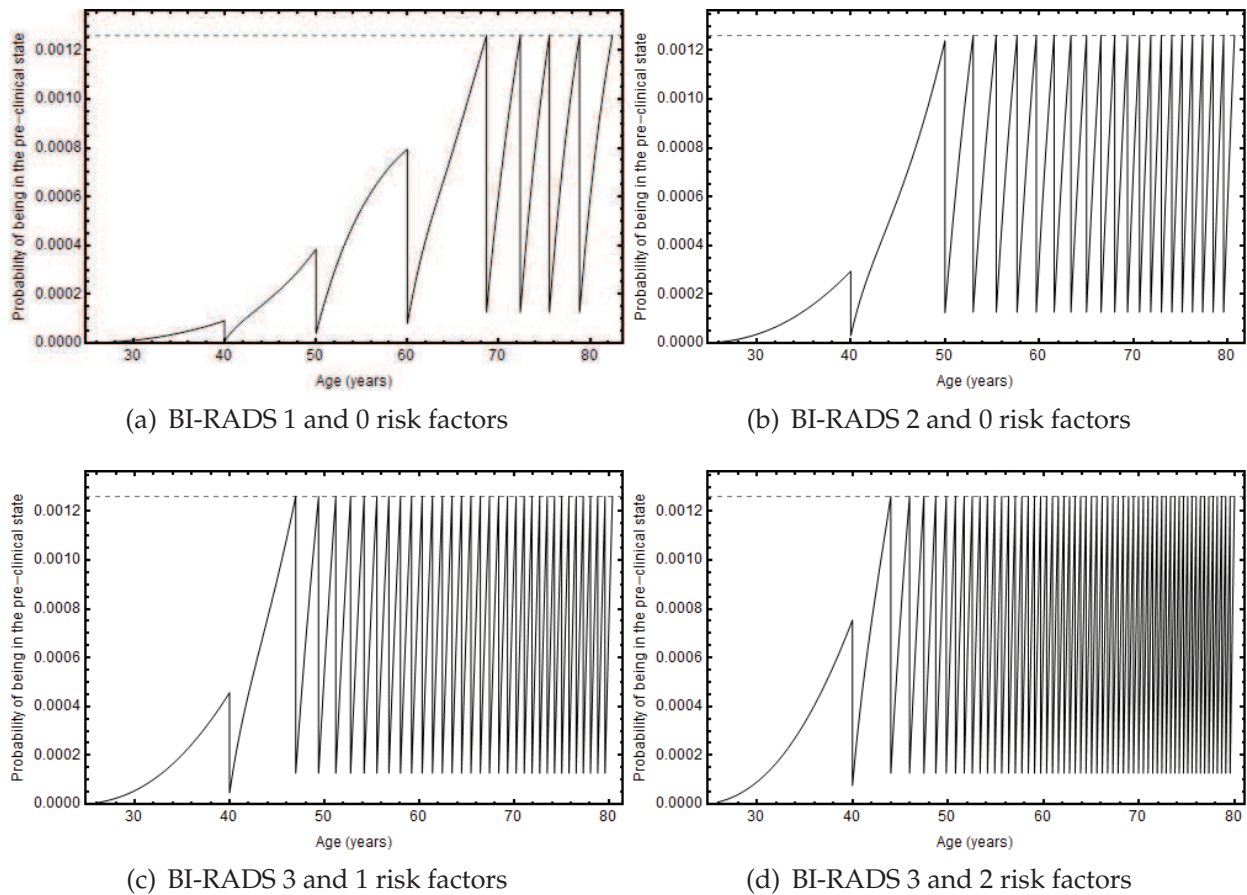 Probability of being in the pre-clinical state
0.0012
0.0010
0.0008
0.0006
0.0004
0.0002
0.0000
30 40 50 60 70 80
Age (years)
(a) BI-RADS 1 and 0 risk factors
Probability of being in the pre-clinical state
0.0012
0.0010
0.0008
0.0006
0.0004
0.0002
0.0000
30 40 50 60 70 80
Age (years)
(b) BI-RADS 2 and 0 risk factors
Probability of being in the pre-clinical state
0.0012
0.0010
0.0008
0.0006
0.0004
0.0002
0.0000
30 40 50 60 70 80
Age (years)
(c) BI-RADS 3 and 1 risk factors
Probability of being in the pre-clinical state
0.0012
0.0010
0.0008
0.0006
0.0004
0.0002
0.0000
30 40 50 60 70 80
Age (years)
(d) BI-RADS 3 and 2 risk factors